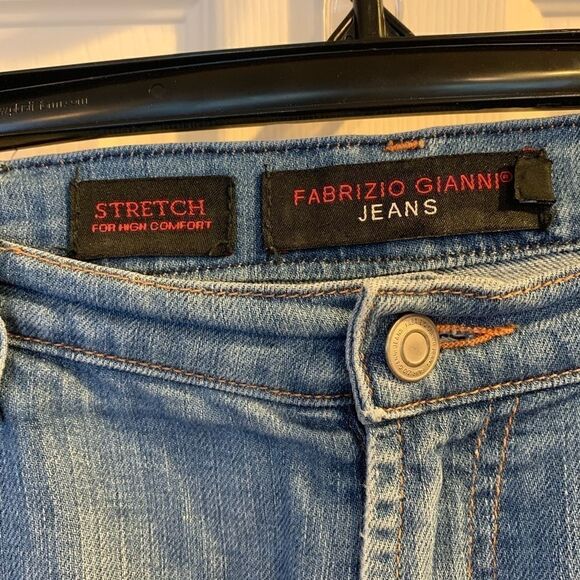 STRETCH
FOR HIGH COMFORT
FABRIZIO GIANNI®
JEANS